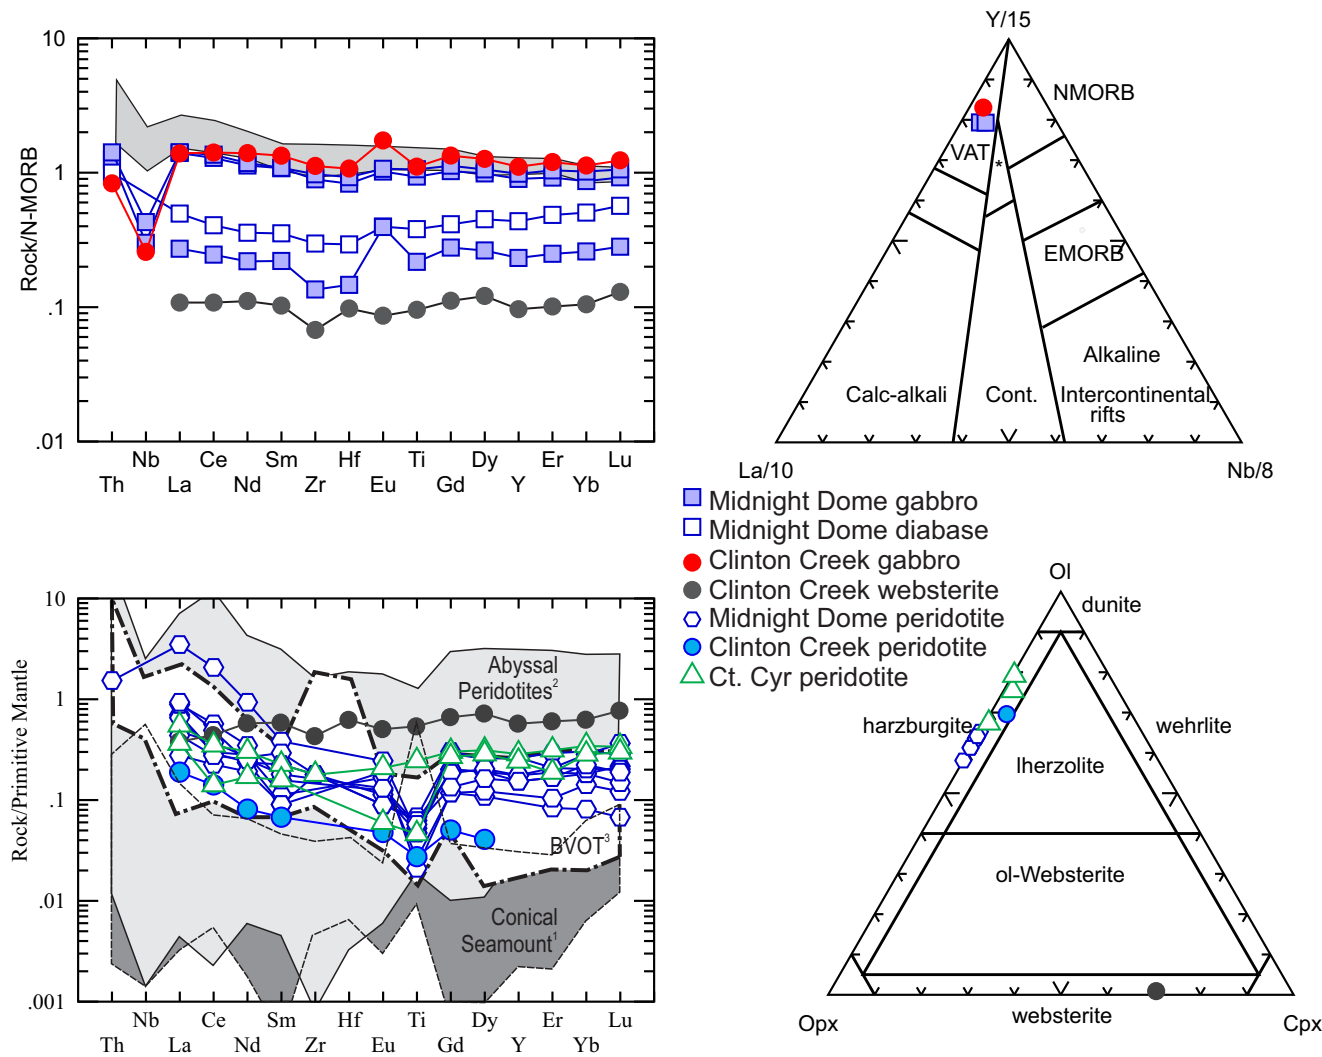 10
1
.1
.01
Rock/N-MORB
Nb Ce Sm Hf Ti Dy Er Lu
Th La Nd Zr Eu Gd Y Yb
Y/15
NMORB
VAT
*
EMORB
Alkaline
Calc-alkali Cont. Intercontinental
rifts
La/10 Nb/8
Midnight Dome gabbro
Midnight Dome diabase
Clinton Creek gabbro
Clinton Creek websterite
Midnight Dome peridotite
Clinton Creek peridotite
Ct. Cyr peridotite
10
1
.1
.01
.001
Rock/Primitive Mantle
Abyssal
Peridotites2
BVOT3
Conical
Seamount1
Nb Ce Sm Hf Ti Dy Er Lu
Th La Nd Zr Eu Gd Y Yb
Ol
dunite
harzburgite wehrlite
lherzolite
ol-Websterite
Opx websterite Cpx